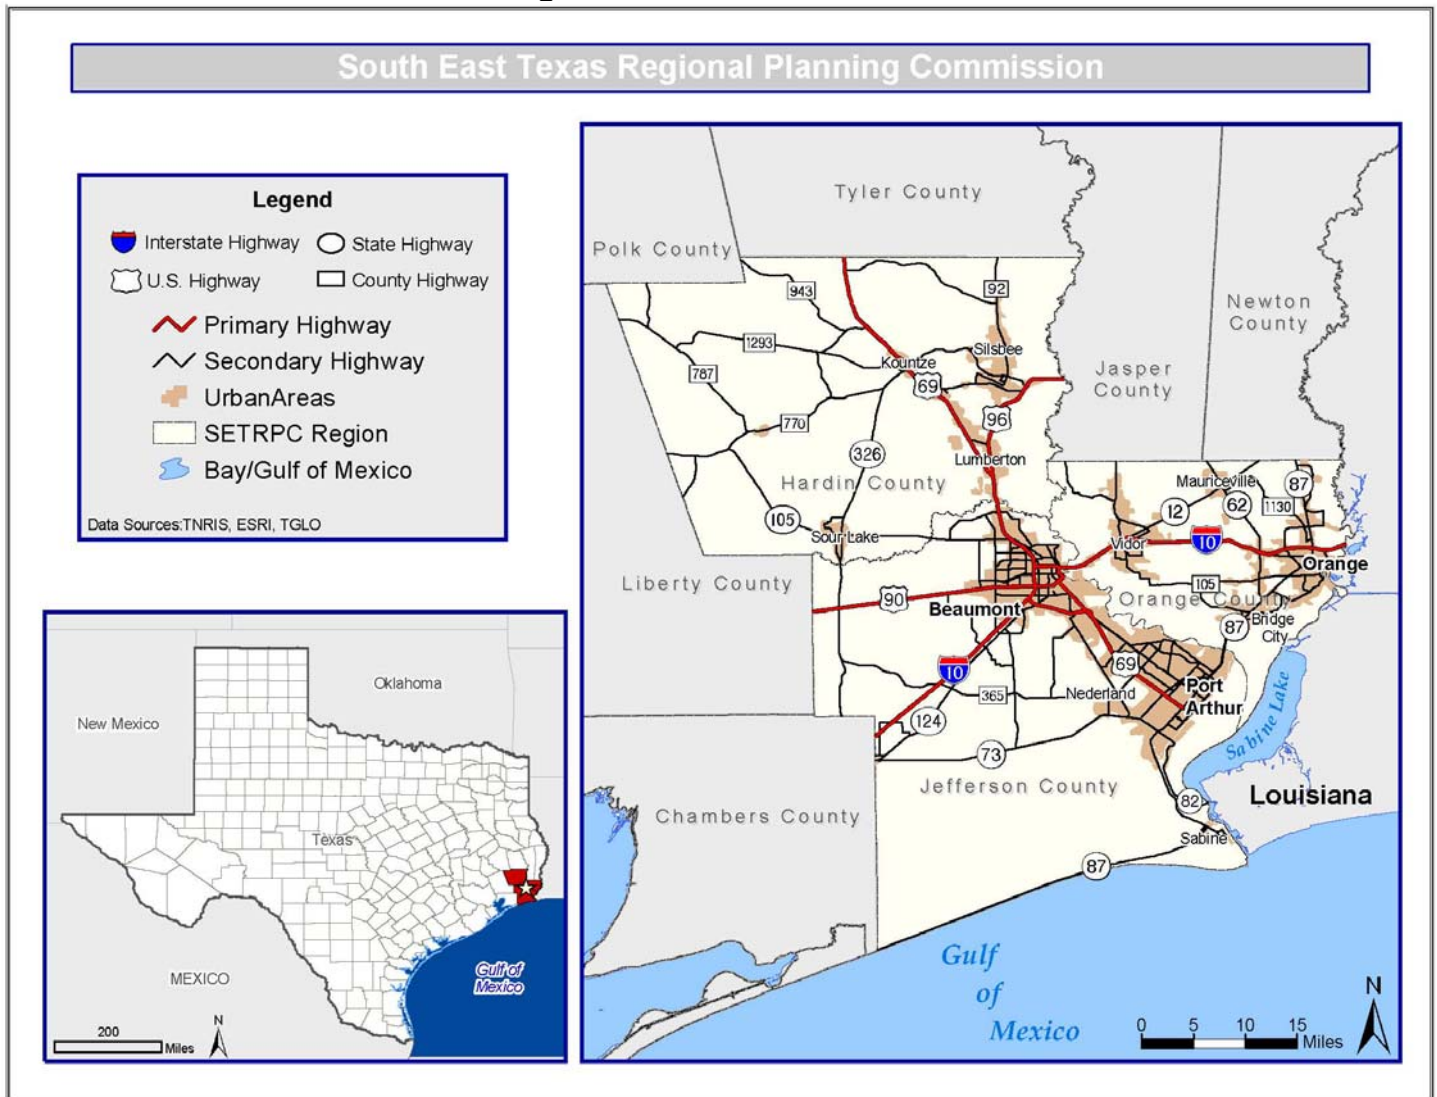 South East Texas Regional Planning Commission
Legend
Interstate Highway
State Highway
U.S. Highway
County Highway
Primary Highway
Secondary Highway
UrbanAreas
SETRPC Region
Bay/Gulf of Mexico
Data Sources:TNRIS, ESRI, TGLO
Oklahoma
New Mexico
Texas
MEXICO
Gulf of
Mexico
200
Miles
N
Tyler County
Polk County
Newton
County
Jasper
County
943
92
1293
Silsbee
Kountze
787
69
96
770
326
Lumberton
Hardin County
Mauriceville
87
105
12
62
1130
Sour Lake
Vidor
10
Orange
Liberty County
90
105
Beaumont
Orange County
87
Bridge
City
10
69
365
Nederland
Port
Arthur
124
73
Sabine Lake
Jefferson County
Louisiana
82
Chambers County
Sabine
87
Gulf
of
Mexico
N
0 5 10 15
Miles